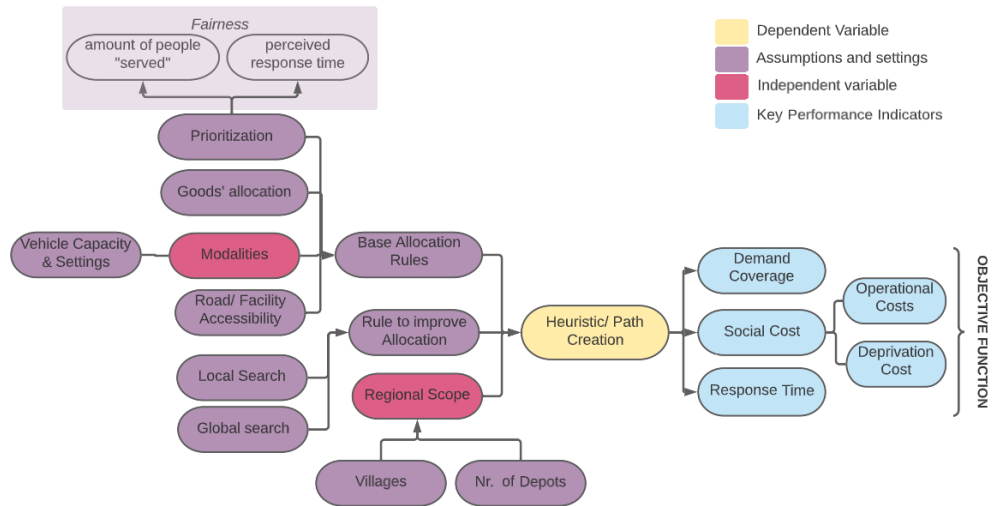 Fairness
amount of people
"served"
perceived
response time
Dependent Variable
Assumptions and settings
Independent variable
Key Performance Indicators
Prioritization
Goods' allocation
Vehicle Capacity
& Settings
Modalities
Road/ Facility
Accessibility
Local Search
Global search
Base Allocation
Rules
Rule to improve
Allocation
Regional Scope
Villages
Nr. of Depots
Heuristic/ Path
Creation
Demand
Coverage
Social Cost
Response Time
Operational
Costs
Deprivation
Cost
OBJECTIVE FUNCTION